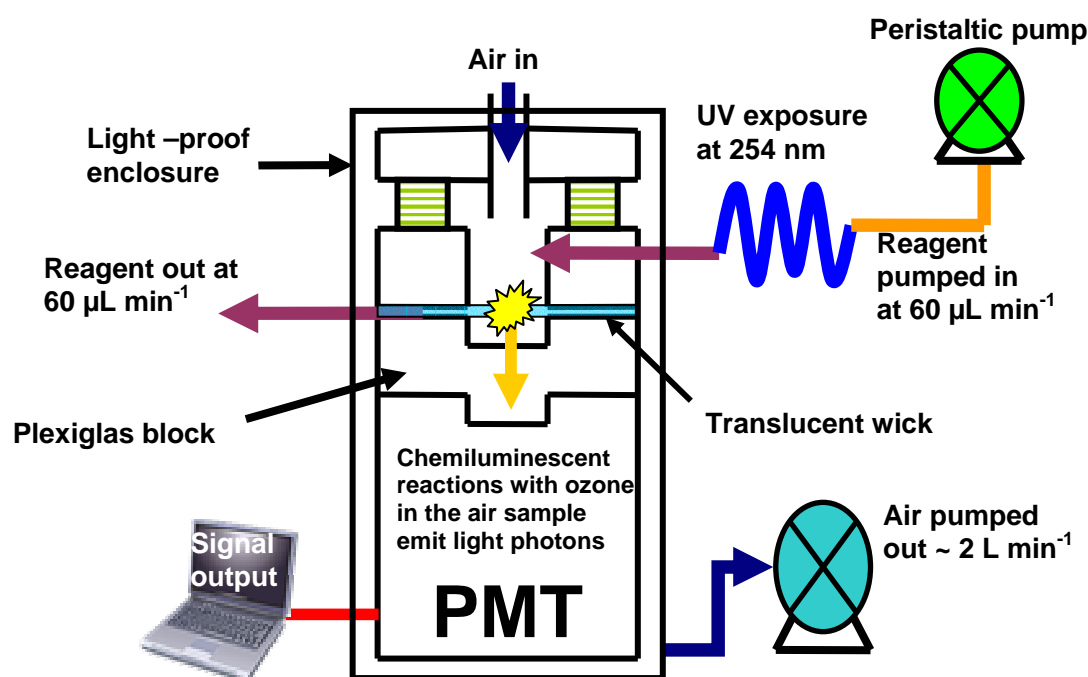 Peristaltic pump
Air in
UV exposure
at 254 nm
Light –proof
enclosure
Reagent
pumped in
at 60 µL min⁻¹
Reagent out at
60 µL min⁻¹
Plexiglas block
Translucent wick
Chemiluminescent
reactions with ozone
in the air sample
emit light photons
Air pumped
out ~ 2 L min⁻¹
Signal
output
PMT